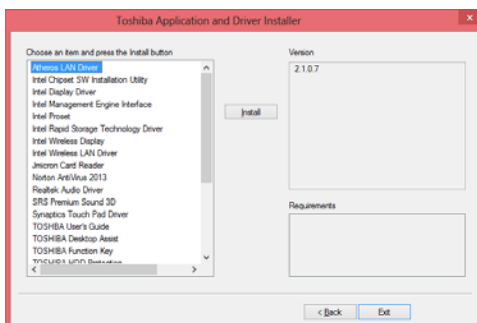 Toshiba Application and Driver Installer
Choose an item and press the Install button
Atheros LAN Driver
Intel Chipset SW Installation Utility
Intel Display Driver
Intel Management Engine Interface
Intel Proset
Intel Rapid Storage Technology Driver
Intel Wireless Display
Intel Wireless LAN Driver
Jmicron Card Reader
Norton AntiVirus 2013
Realtek Audio Driver
SRS Premium Sound 3D
Synaptics Touch Pad Driver
TOSHIBA User's Guide
TOSHIBA Desktop Assist
TOSHIBA Function Key
TOSHIBA HDD Protection
Install
Version
2.1.0.7
Requirements
< Back
Exit